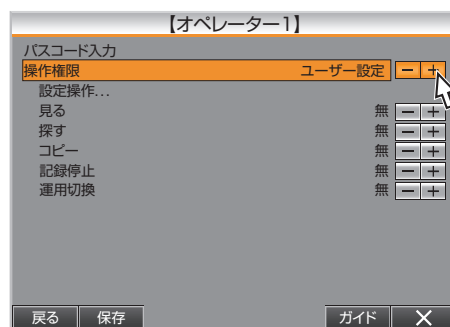 【オペレーター1】
パスコード入力
操作権限 ユーザー設定 － ＋
設定操作...
見る 無 － ＋
探す 無 － ＋
コピー 無 － ＋
記録停止 無 － ＋
運用切換 無 － ＋
戻る 保存 ガイド ✕